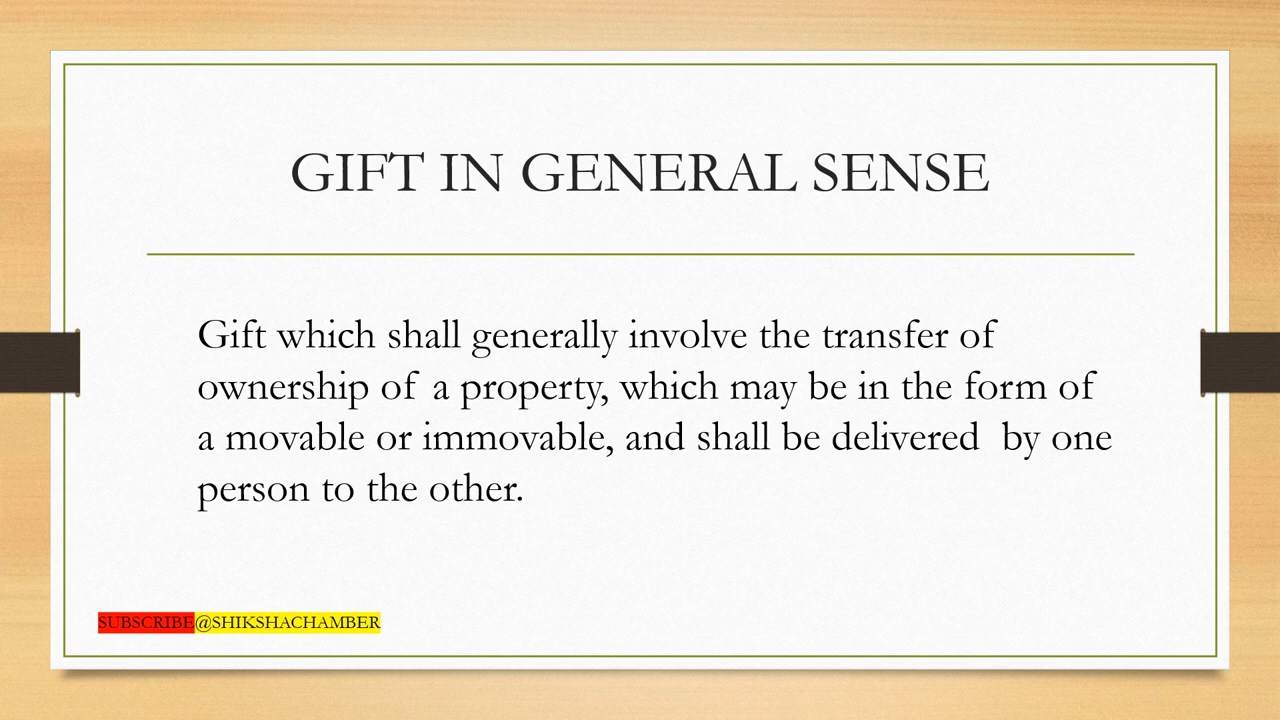 GIFT IN GENERAL SENSE
Gift which shall generally involve the transfer of
ownership of a property, which may be in the form of
a movable or immovable, and shall be delivered by one
person to the other.
SUBSCRIBE@SHIKSHACHAMBER